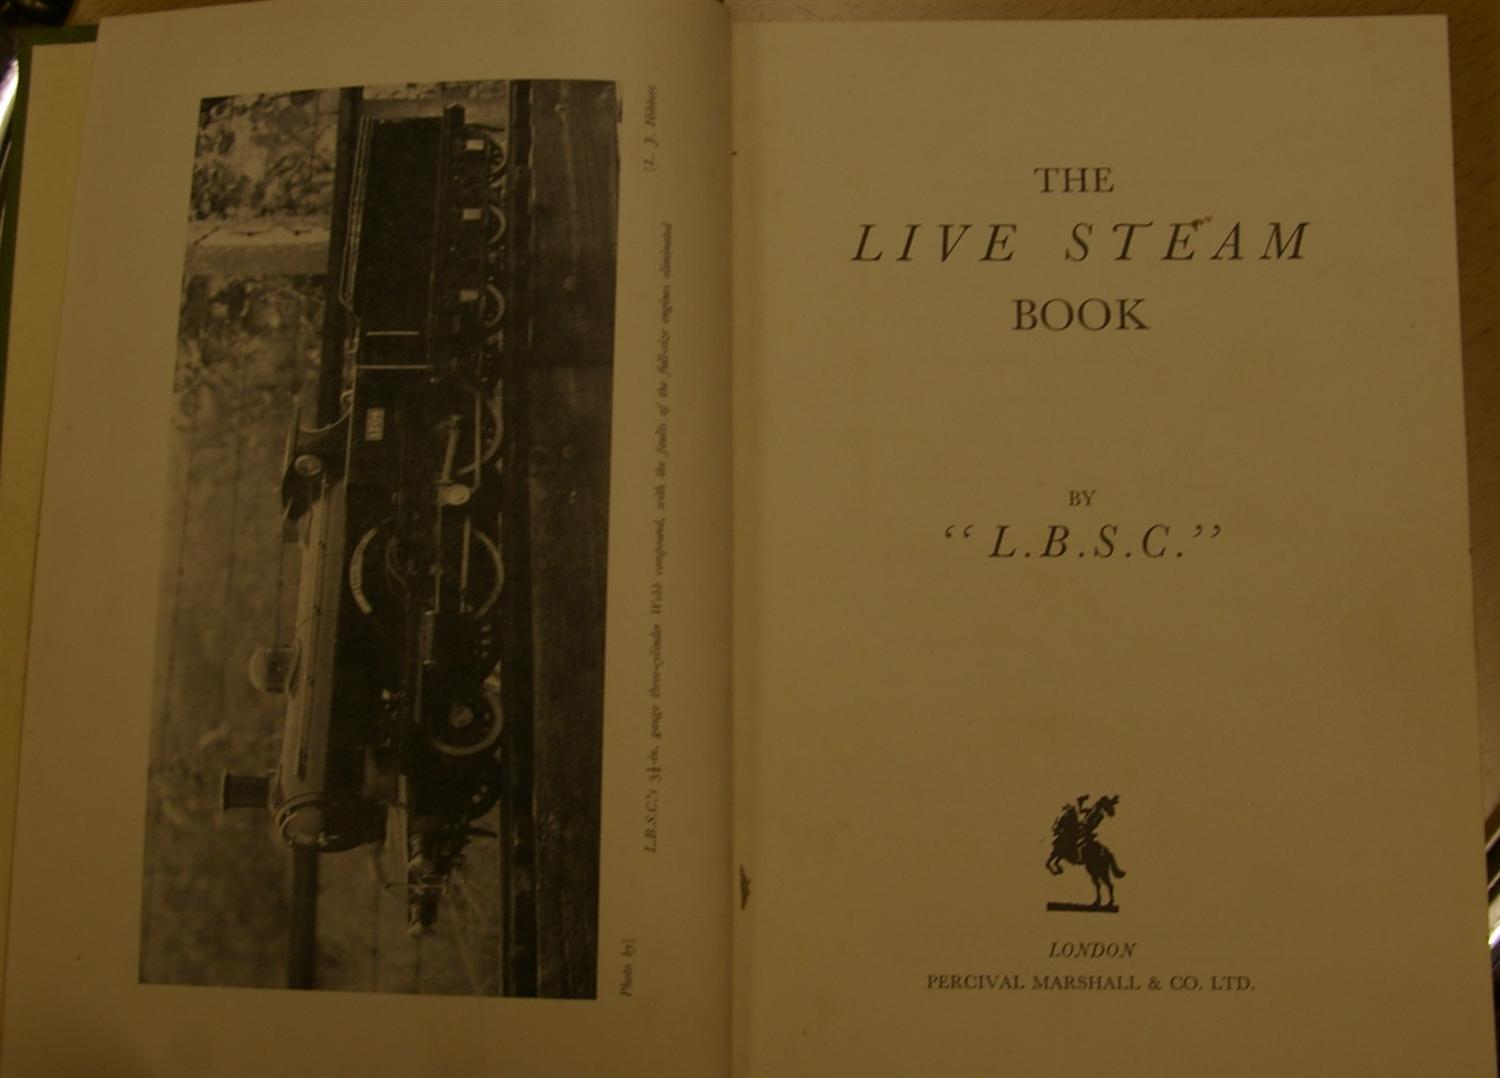 Photo by]
[L. J. Hibbert
L.B.S.C.'s 3½-in. gauge three-cylinder Webb compound, with the faults of the full-size engines eliminated
THE
LIVE STEAM
BOOK
BY
“L.B.S.C.”
LONDON
PERCIVAL MARSHALL & CO. LTD.